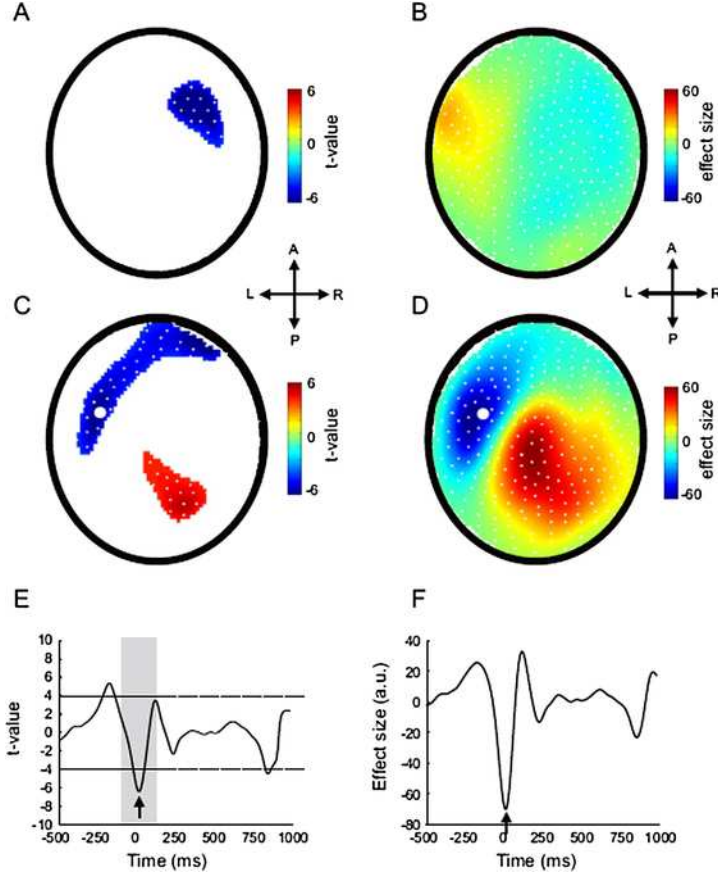 A
B
6
0
-6
t-value
60
0
-60
effect size
A
L R
P
A
L R
P
C
D
6
0
-6
t-value
60
0
-60
effect size
E
F
10
8
6
4
2
0
-2
-4
-6
-8
-10
t-value
-500 -250 0 250 500 750 1000
Time (ms)
40
20
0
-20
-40
-60
-80
Effect size (a.u.)
-500 -250 0 250 500 750 1000
Time (ms)